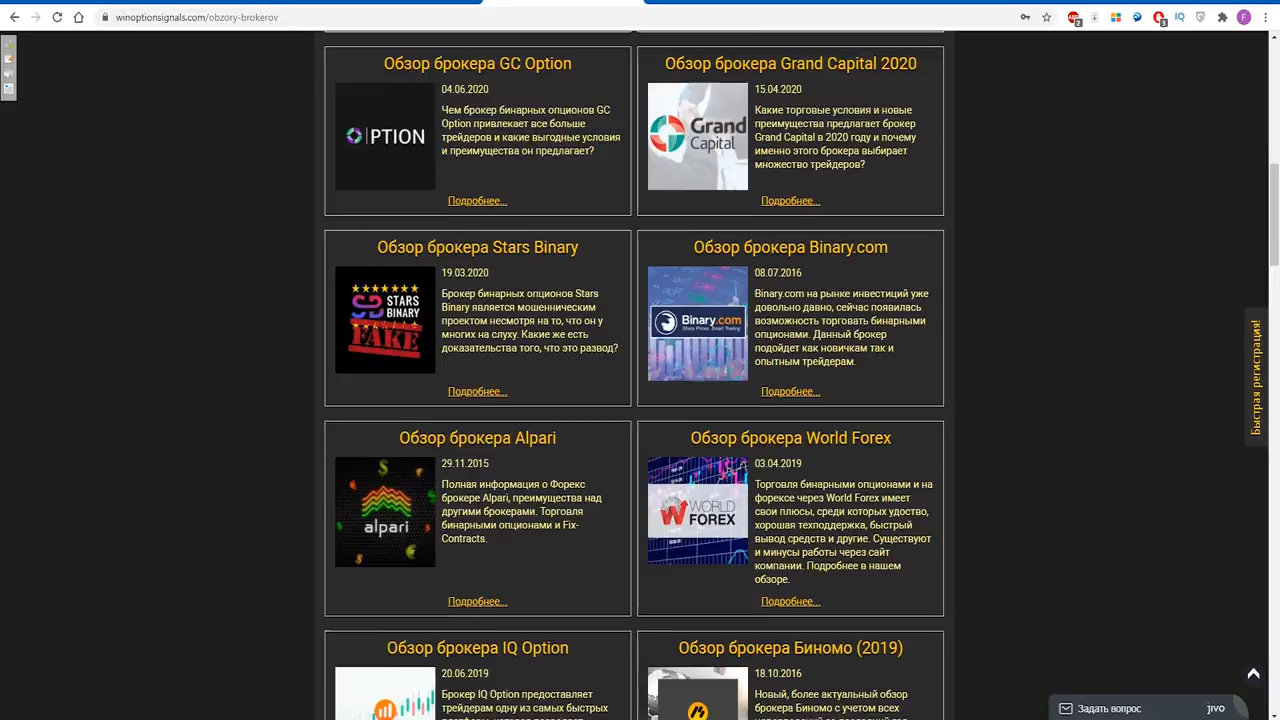 winoptionsignals.com/obzory-brokerov
Обзор брокера GC Option
04.06.2020
Чем брокер бинарных опционов GC
Option привлекает все больше
трейдеров и какие выгодные условия
и преимущества он предлагает?
PTION
Подробнее...
Обзор брокера Grand Capital 2020
15.04.2020
Какие торговые условия и новые
преимущества предлагает брокер
Grand Capital в 2020 году и почему
именно этого брокера выбирает
множество трейдеров?
Grand
Capital
Подробнее...
Обзор брокера Stars Binary
19.03.2020
Брокер бинарных опционов Stars
Binary является мошенническим
проектом несмотря на то, что он у
многих на слуху. Какие же есть
доказательства того, что это развод?
STARS
BINARY
FAKE
Подробнее...
Обзор брокера Binary.com
08.07.2016
Binary.com на рынке инвестиций уже
довольно давно, сейчас появилась
возможность торговать бинарными
опционами. Данный брокер
подойдет как новичкам так и
опытным трейдерам.
Binary.com
Sharp Prices. Smart Trading
Подробнее...
Обзор брокера Alpari
29.11.2015
Полная информация о Форекс
брокере Alpari, преимущества над
другими брокерами. Торговля
бинарными опционами и Fix-
Contracts.
alpari
Подробнее...
Обзор брокера World Forex
03.04.2019
Торговля бинарными опционами и на
форексе через World Forex имеет
свои плюсы, среди которых удоство,
хорошая техподдержка, быстрый
вывод средств и другие. Существуют
и минусы работы через сайт
компании. Подробнее в нашем
обзоре.
WORLD
FOREX
Подробнее...
Обзор брокера IQ Option
20.06.2019
Брокер IQ Option предоставляет
трейдерам одну из самых быстрых
Обзор брокера Биномо (2019)
18.10.2016
Новый, более актуальный обзор
брокера Биномо с учетом всех
Быстрая регистрация!
Задать вопрос
jivo